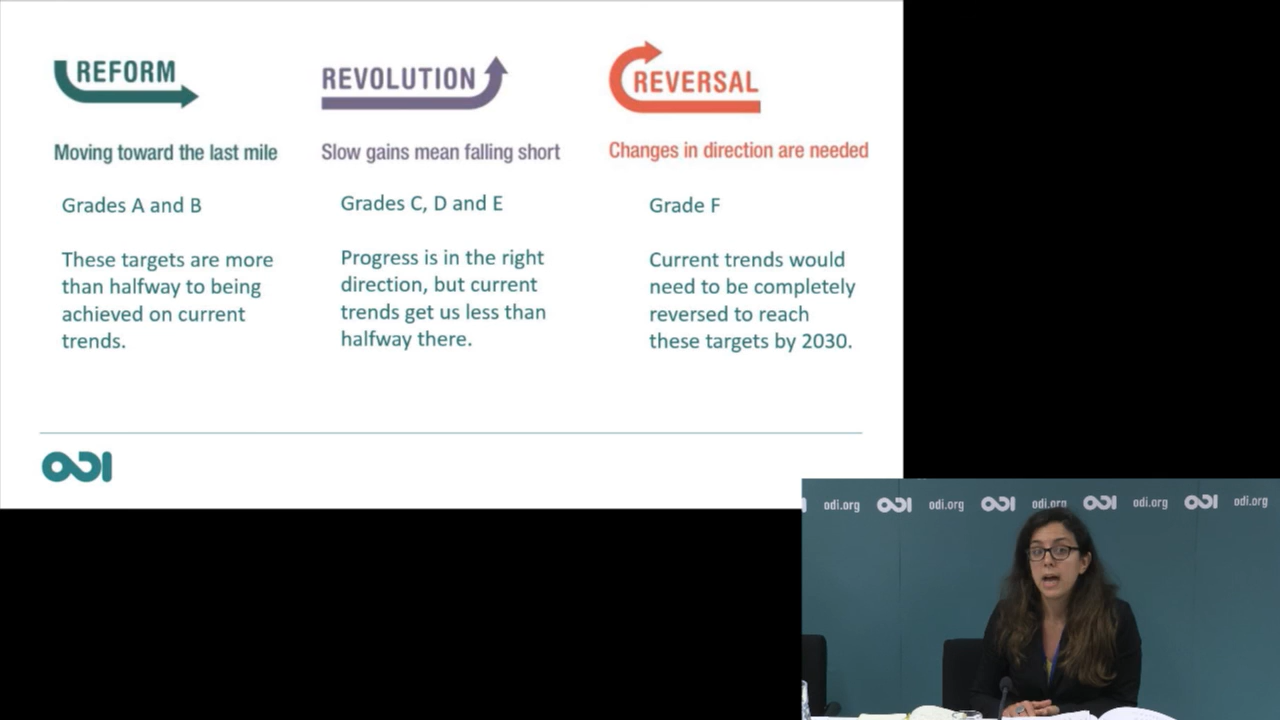 REFORM
Moving toward the last mile
Grades A and B
These targets are more
than halfway to being
achieved on current
trends.
REVOLUTION
Slow gains mean falling short
Grades C, D and E
Progress is in the right
direction, but current
trends get us less than
halfway there.
REVERSAL
Changes in direction are needed
Grade F
Current trends would
need to be completely
reversed to reach
these targets by 2030.
ODI
odi.org ODI odi.org ODI odi.org ODI odi.org ODI odi.org